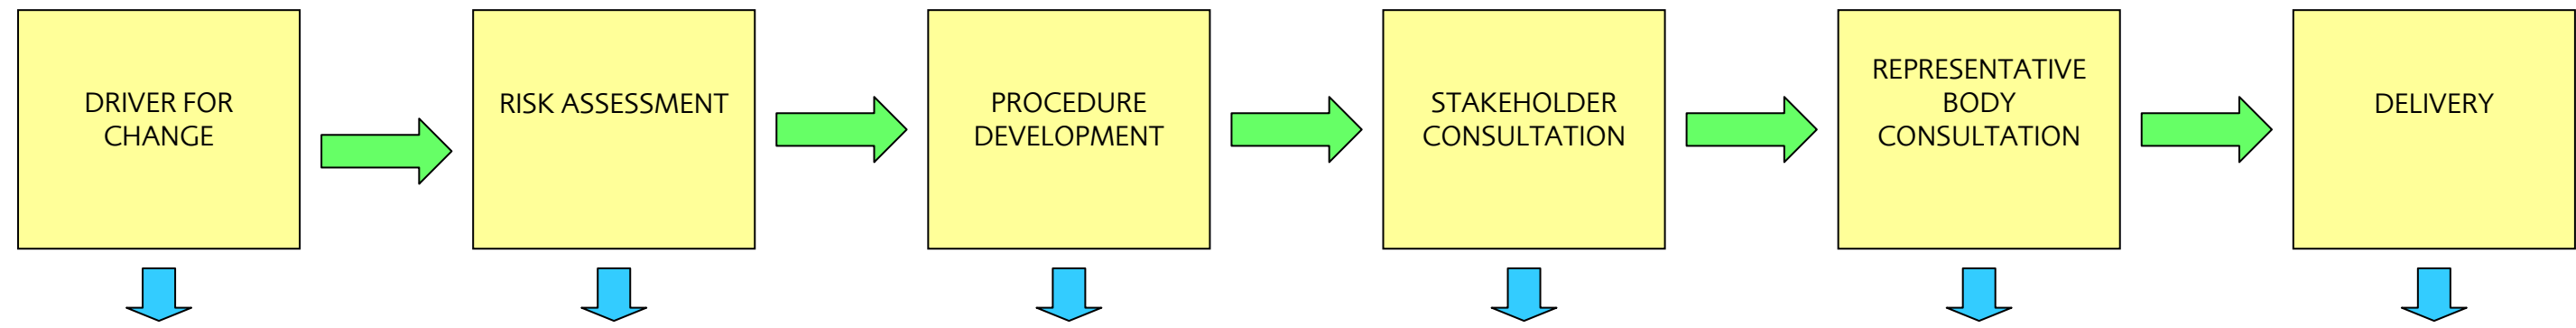 DRIVER FOR
CHANGE
RISK ASSESSMENT
PROCEDURE
DEVELOPMENT
STAKEHOLDER
CONSULTATION
REPRESENTATIVE
BODY
CONSULTATION
DELIVERY